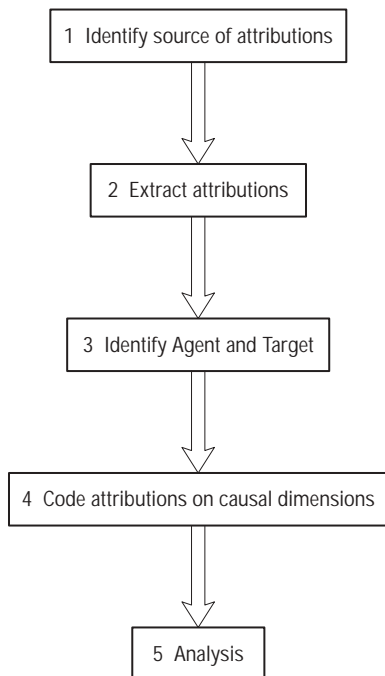 1 Identify source of attributions
2 Extract attributions
3 Identify Agent and Target
4 Code attributions on causal dimensions
5 Analysis